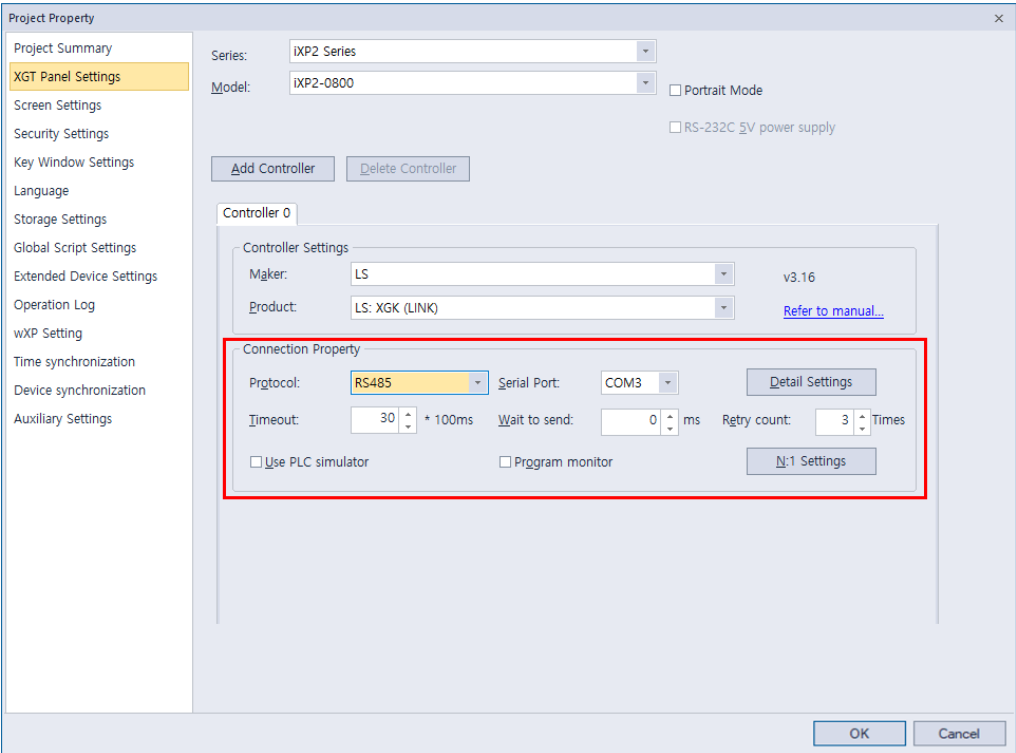 Project Property
Project Summary
XGT Panel Settings
Screen Settings
Security Settings
Key Window Settings
Language
Storage Settings
Global Script Settings
Extended Device Settings
Operation Log
wXP Setting
Time synchronization
Device synchronization
Auxiliary Settings
Series: iXP2 Series
Model: iXP2-0800
Portrait Mode
RS-232C 5V power supply
Add Controller Delete Controller
Controller 0
Controller Settings
Maker: LS v3.16
Product: LS: XGK (LINK) Refer to manual...
Connection Property
Protocol: RS485 Serial Port: COM3 Detail Settings
Timeout: 30 * 100ms Wait to send: 0 ms Retry count: 3 Times
Use PLC simulator Program monitor N:1 Settings
OK Cancel